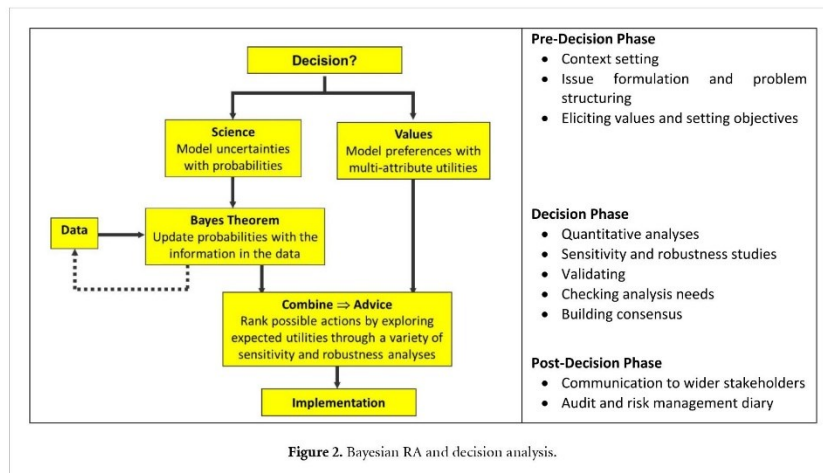 Decision?
Science
Model uncertainties
with probabilities
Values
Model preferences with
multi-attribute utilities
Data
Bayes Theorem
Update probabilities with the
information in the data
Combine ⇒ Advice
Rank possible actions by exploring
expected utilities through a variety of
sensitivity and robustness analyses
Implementation
Pre-Decision Phase
• Context setting
• Issue formulation and problem
structuring
• Eliciting values and setting objectives
Decision Phase
• Quantitative analyses
• Sensitivity and robustness studies
• Validating
• Checking analysis needs
• Building consensus
Post-Decision Phase
• Communication to wider stakeholders
• Audit and risk management diary
Figure 2. Bayesian RA and decision analysis.